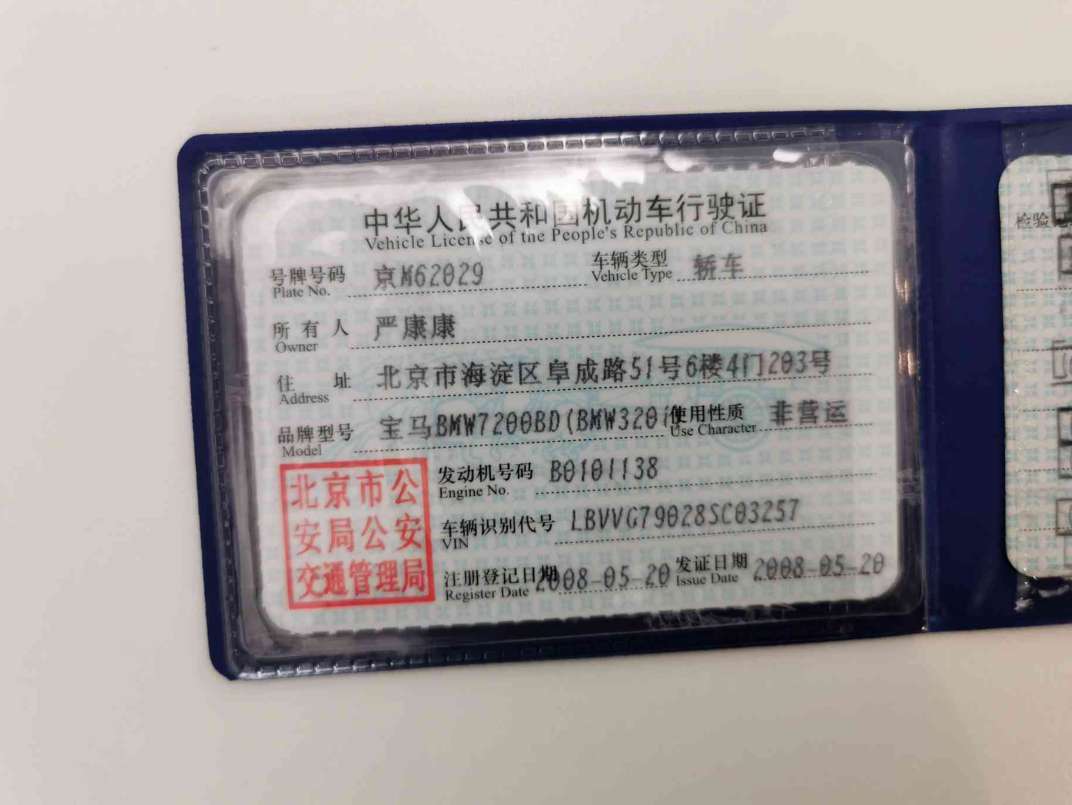 中华人民共和国机动车行驶证
Vehicle License of the People's Republic of China
号牌号码 京M62029 车辆类型 轿车
Plate No. Vehicle Type
所有人 严康康
Owner
住址 北京市海淀区阜成路51号6楼4门203号
Address
品牌型号 宝马BMW7200BD(BMW320i 使用性质 非营运
Model Use Character
北京市公
安局公安
交通管理局
发动机号码 B0101138
Engine No.
车辆识别代号 LBVVG79028SC03257
VIN
注册登记日期 2008-05-20 发证日期 2008-05-20
Register Date Issue Date
检验